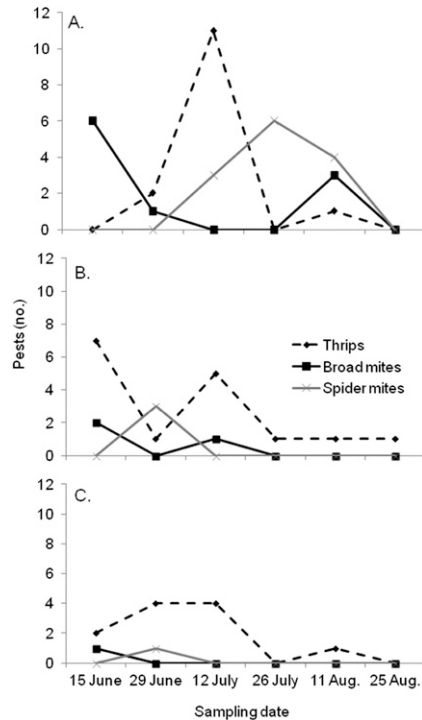 A.
12
10
8
6
4
2
0
B.
12
10
8
6
4
2
0
Pests (no.)
Thrips
Broad mites
Spider mites
C.
12
10
8
6
4
2
0
15 June 29 June 12 July 26 July 11 Aug. 25 Aug.
Sampling date